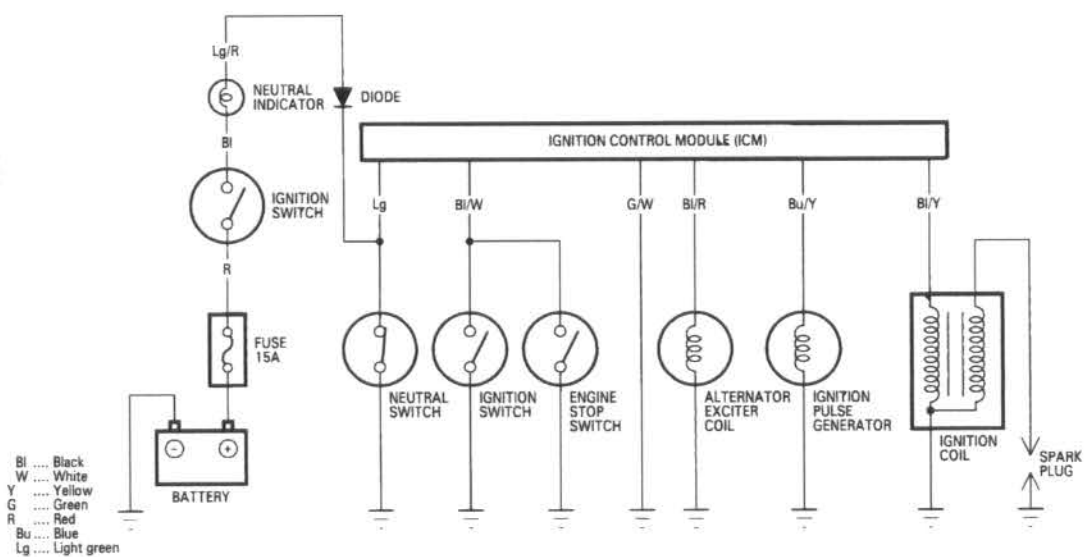 Lg/R
NEUTRAL
INDICATOR
DIODE
IGNITION CONTROL MODULE (ICM)
Bl
IGNITION
SWITCH
Lg
Bl/W
G/W
Bl/R
Bu/Y
Bl/Y
R
FUSE
15A
NEUTRAL
SWITCH
IGNITION
SWITCH
ENGINE
STOP
SWITCH
ALTERNATOR
EXCITER
COIL
IGNITION
PULSE
GENERATOR
IGNITION
COIL
SPARK
PLUG
BATTERY
Bl .... Black
W .... White
Y .... Yellow
G .... Green
R .... Red
Bu .... Blue
Lg .... Light green